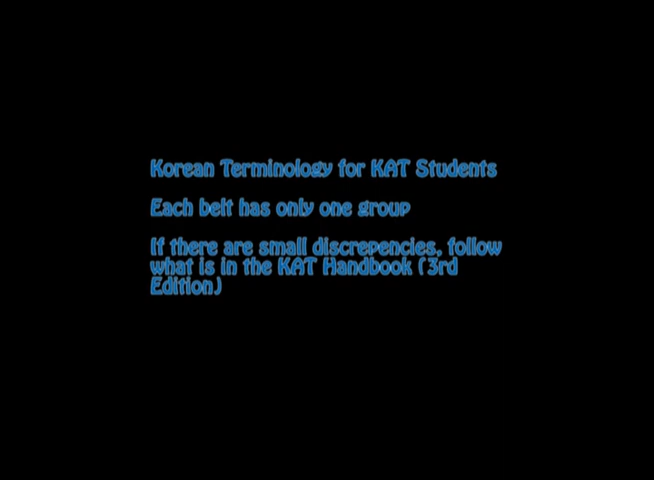 Korean Terminology for KAT Students
Each belt has only one group
If there are small discrepencies, follow
what is in the KAT Handbook (3rd
Edition)